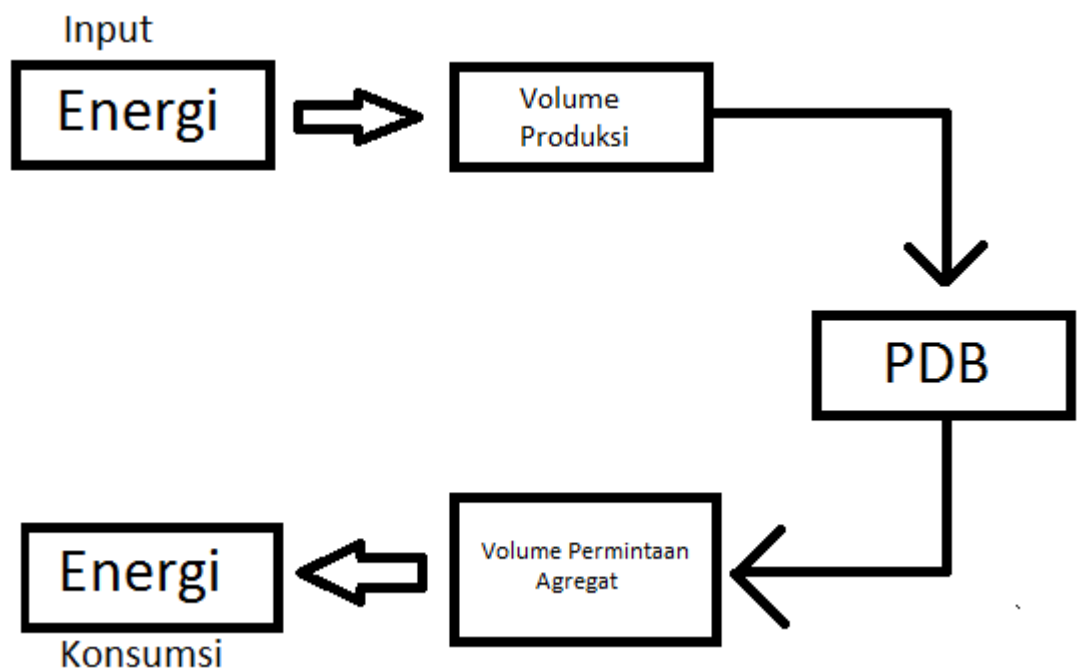 Input
Energi
Volume
Produksi
PDB
Volume Permintaan
Agregat
Energi
Konsumsi